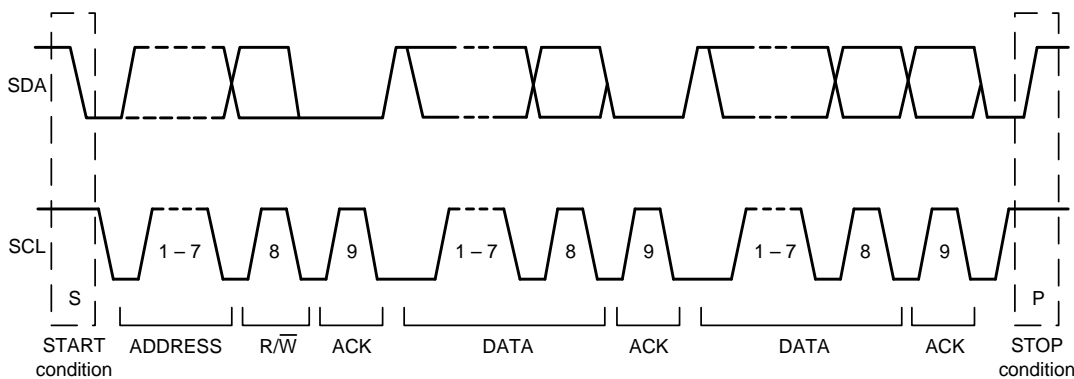 SDA
SCL
1 – 7
8
9
1 – 7
8
9
1 – 7
8
9
S
P
START
condition
ADDRESS
R/W̅
ACK
DATA
ACK
DATA
ACK
STOP
condition